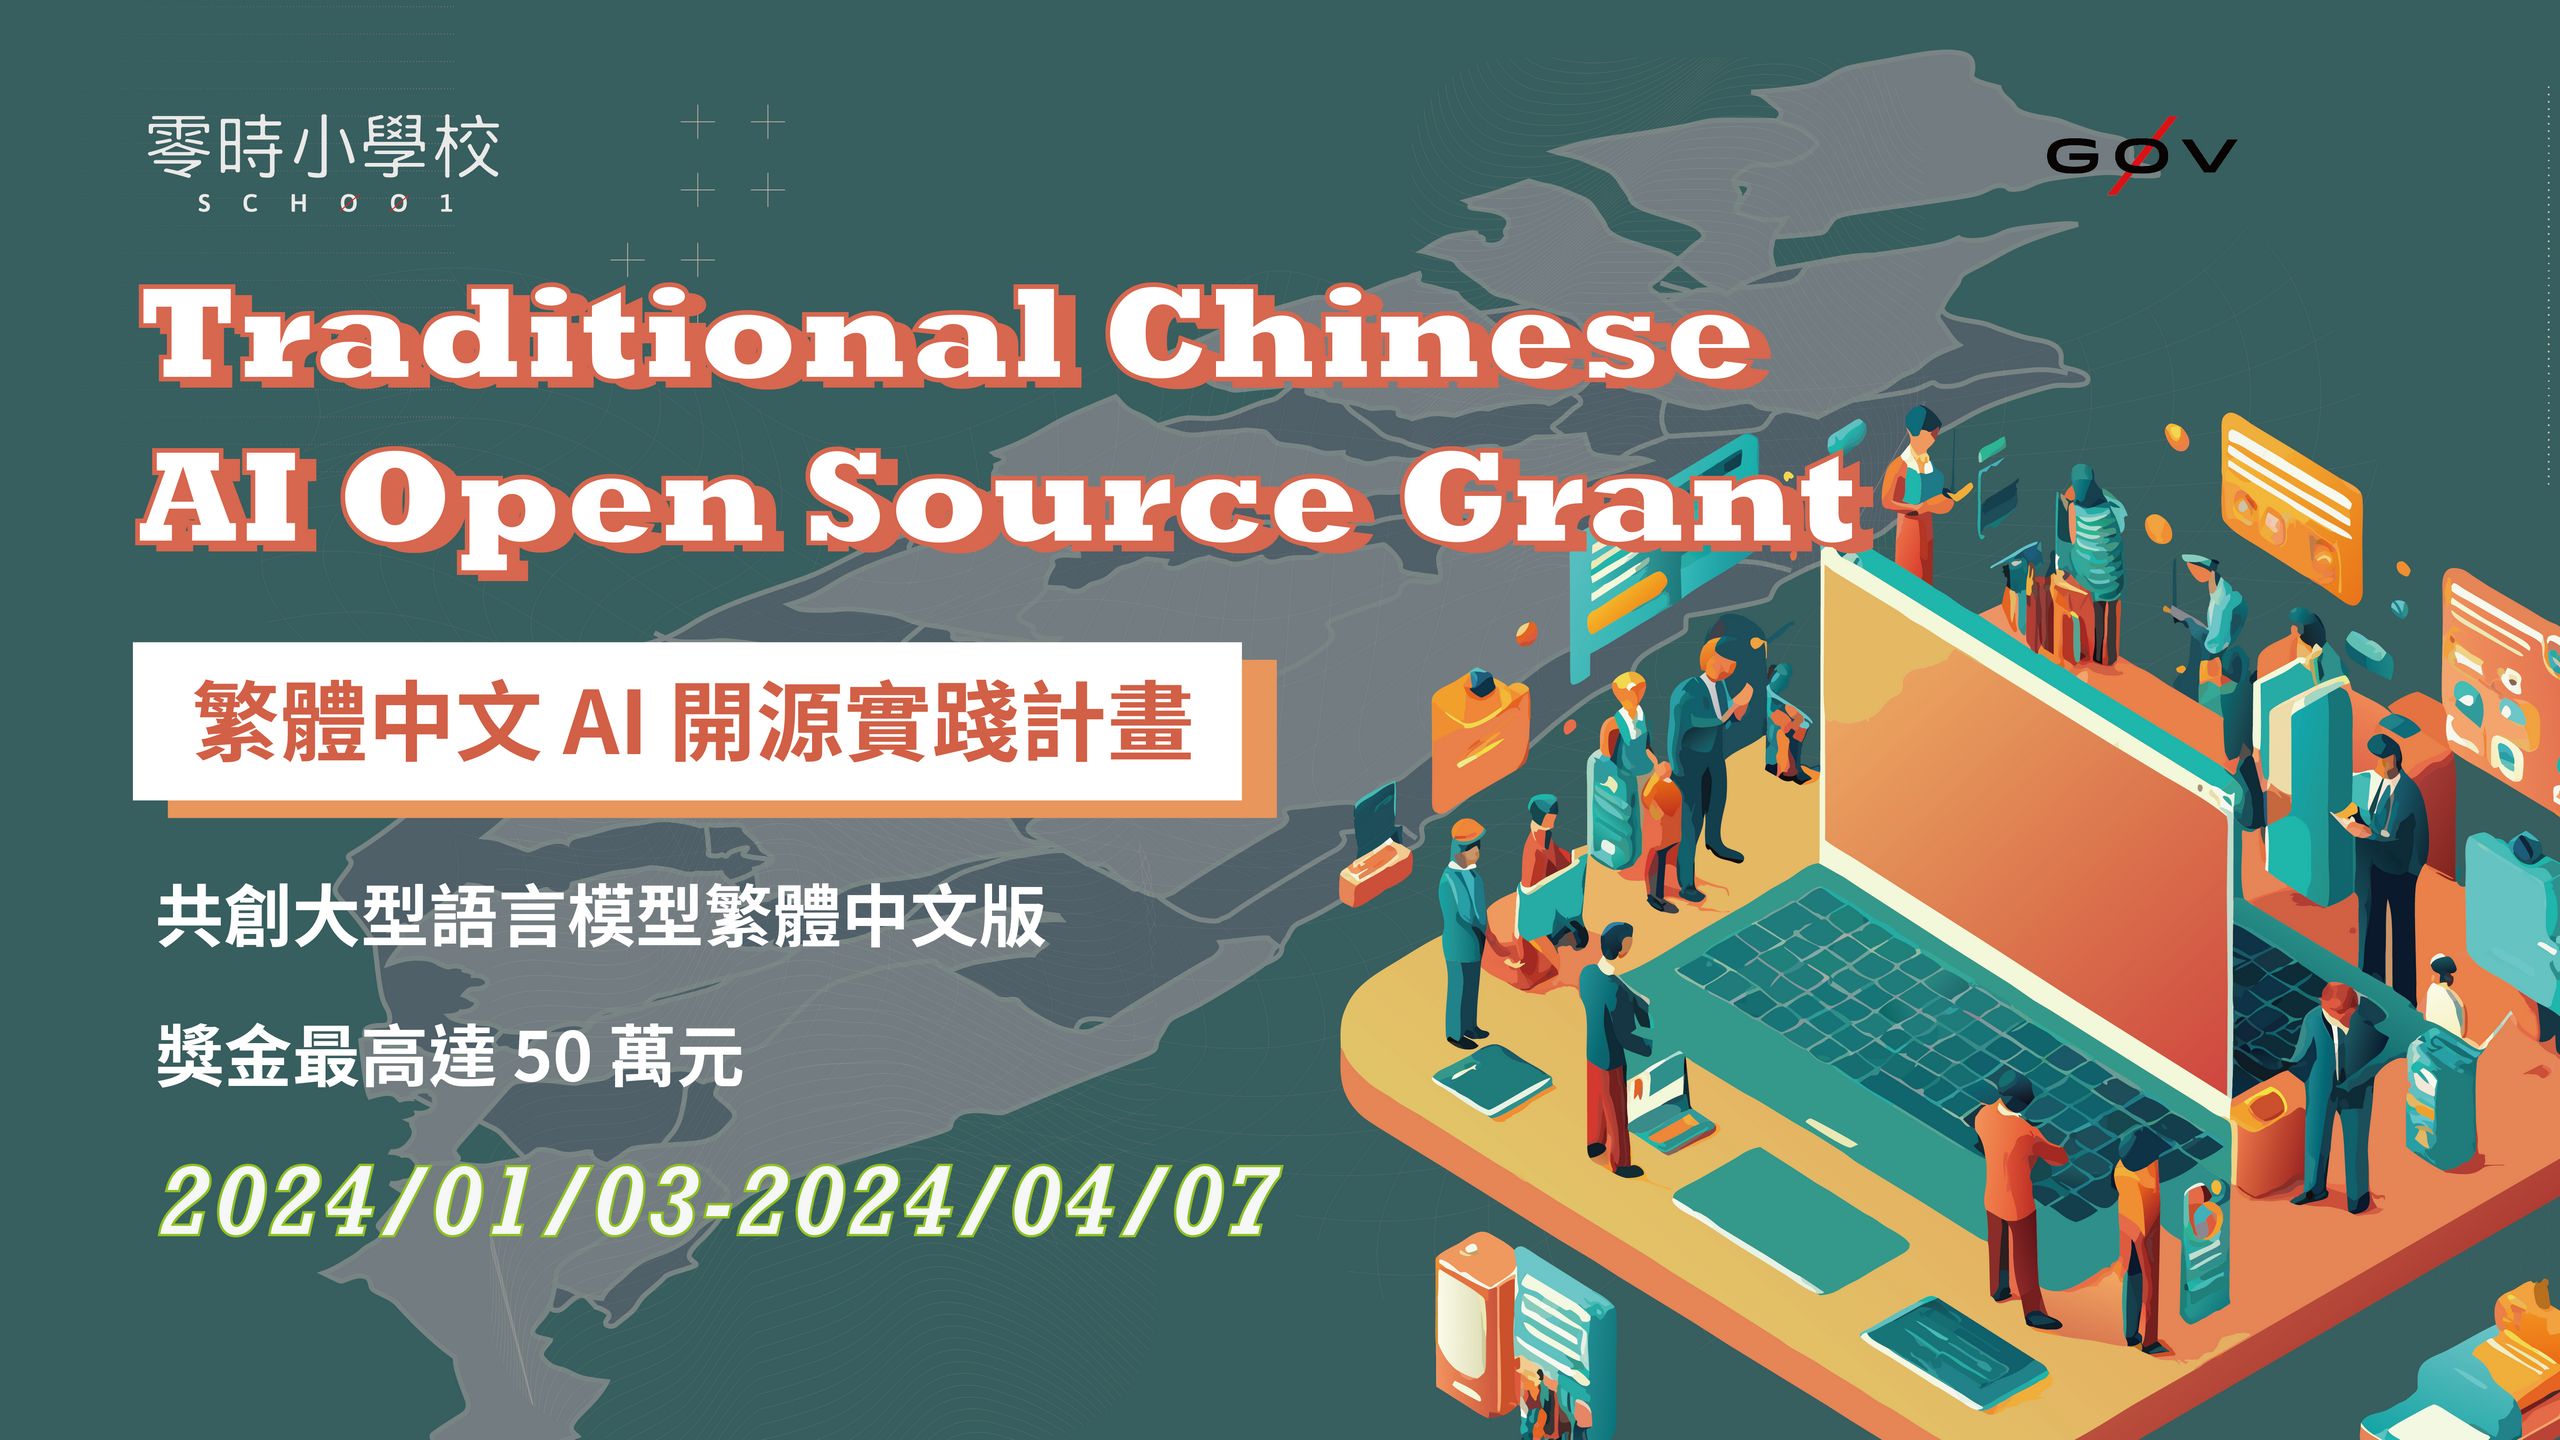 零時小學校
SCHOO1
GØV
Traditional Chinese
AI Open Source Grant
繁體中文 AI 開源實踐計畫
共創大型語言模型繁體中文版
獎金最高達 50 萬元
2024/01/03-2024/04/07